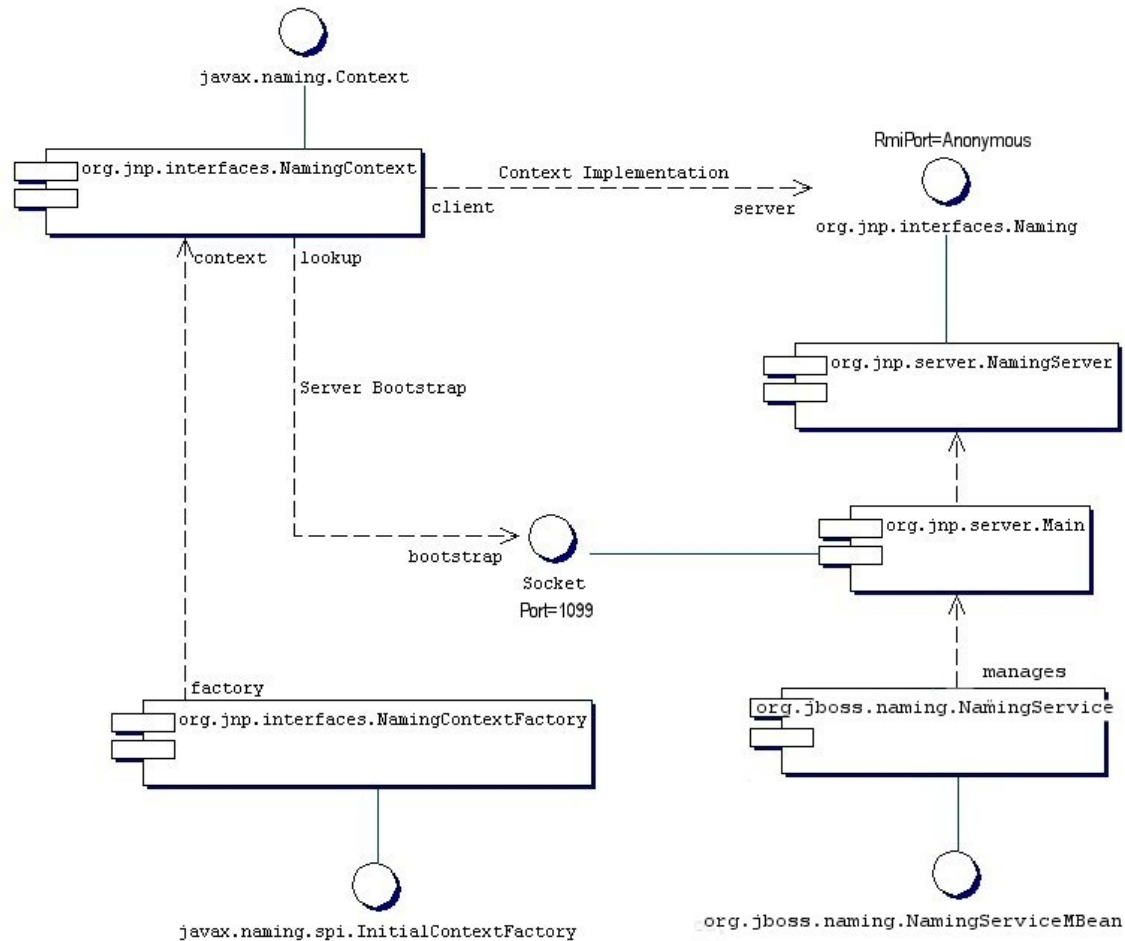 javax.naming.Context
org.jnp.interfaces.NamingContext
RmiPort=Anonymous
Context Implementation
client
server
org.jnp.interfaces.Naming
context
lookup
org.jnp.server.NamingServer
Server Bootstrap
org.jnp.server.Main
bootstrap
Socket
Port=1099
manages
factory
org.jboss.naming.NamingService
org.jnp.interfaces.NamingContextFactory
org.jboss.naming.NamingServiceMBean
javax.naming.spi.InitialContextFactory